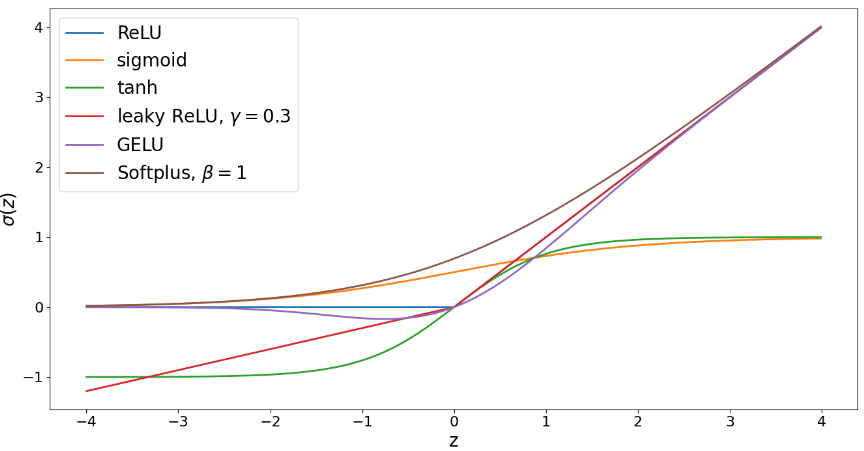 ReLU
sigmoid
tanh
leaky ReLU, γ = 0.3
GELU
Softplus, β = 1
σ(z)
4
3
2
1
0
−1
−4 −3 −2 −1 0 1 2 3 4
z